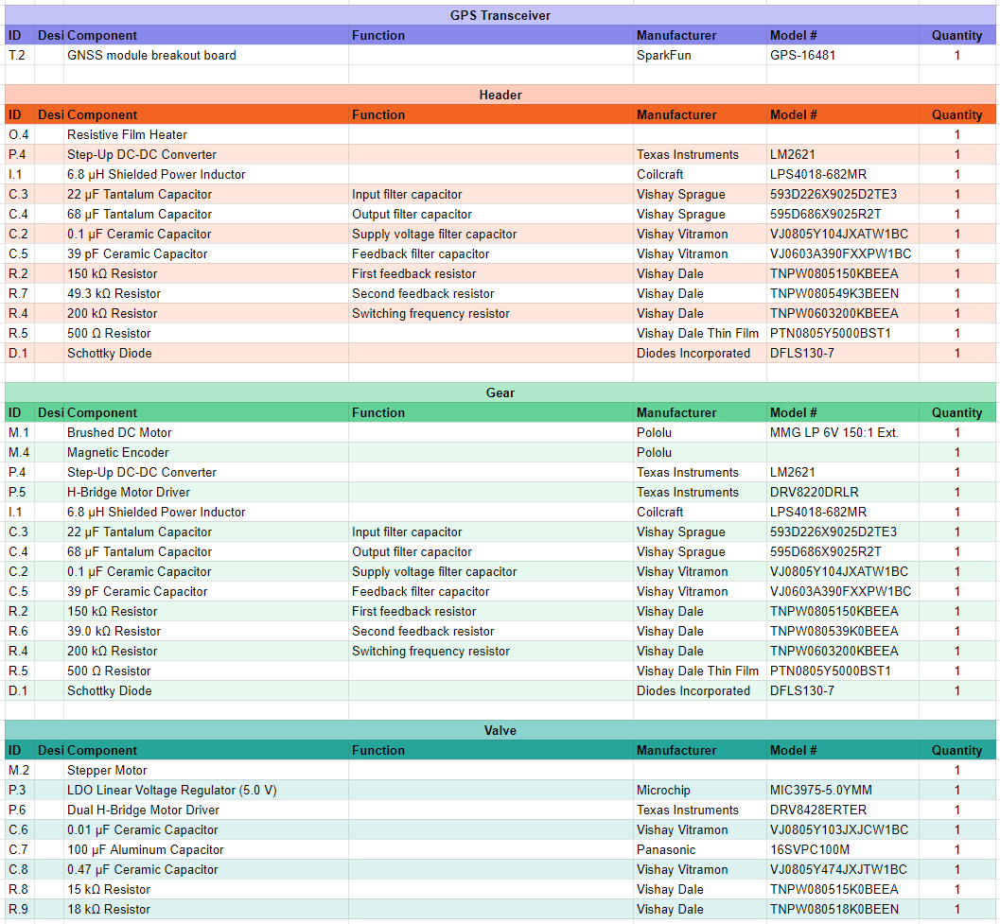 GPS Transceiver
ID Desi Component Function Manufacturer Model # Quantity
T.2 GNSS module breakout board SparkFun GPS-16481 1
Header
ID Desi Component Function Manufacturer Model # Quantity
O.4 Resistive Film Heater 1
P.4 Step-Up DC-DC Converter Texas Instruments LM2621 1
I.1 6.8 µH Shielded Power Inductor Coilcraft LPS4018-682MR 1
C.3 22 µF Tantalum Capacitor Input filter capacitor Vishay Sprague 593D226X9025D2TE3 1
C.4 68 µF Tantalum Capacitor Output filter capacitor Vishay Sprague 595D686X9025R2T 1
C.2 0.1 µF Ceramic Capacitor Supply voltage filter capacitor Vishay Vitramon VJ0805Y104JXATW1BC 1
C.5 39 pF Ceramic Capacitor Feedback filter capacitor Vishay Vitramon VJ0603A390FXXPW1BC 1
R.2 150 kΩ Resistor First feedback resistor Vishay Dale TNPW0805150KBEEA 1
R.7 49.3 kΩ Resistor Second feedback resistor Vishay Dale TNPW080549K3BEEN 1
R.4 200 kΩ Resistor Switching frequency resistor Vishay Dale TNPW0603200KBEEA 1
R.5 500 Ω Resistor Vishay Dale Thin Film PTN0805Y5000BST1 1
D.1 Schottky Diode Diodes Incorporated DFLS130-7 1
Gear
ID Desi Component Function Manufacturer Model # Quantity
M.1 Brushed DC Motor Pololu MMG LP 6V 150:1 Ext. 1
M.4 Magnetic Encoder Pololu 1
P.4 Step-Up DC-DC Converter Texas Instruments LM2621 1
P.5 H-Bridge Motor Driver Texas Instruments DRV8220DRLR 1
I.1 6.8 µH Shielded Power Inductor Coilcraft LPS4018-682MR 1
C.3 22 µF Tantalum Capacitor Input filter capacitor Vishay Sprague 593D226X9025D2TE3 1
C.4 68 µF Tantalum Capacitor Output filter capacitor Vishay Sprague 595D686X9025R2T 1
C.2 0.1 µF Ceramic Capacitor Supply voltage filter capacitor Vishay Vitramon VJ0805Y104JXATW1BC 1
C.5 39 pF Ceramic Capacitor Feedback filter capacitor Vishay Vitramon VJ0603A390FXXPW1BC 1
R.2 150 kΩ Resistor First feedback resistor Vishay Dale TNPW0805150KBEEA 1
R.6 39.0 kΩ Resistor Second feedback resistor Vishay Dale TNPW080539K0BEEA 1
R.4 200 kΩ Resistor Switching frequency resistor Vishay Dale TNPW0603200KBEEA 1
R.5 500 Ω Resistor Vishay Dale Thin Film PTN0805Y5000BST1 1
D.1 Schottky Diode Diodes Incorporated DFLS130-7 1
Valve
ID Desi Component Function Manufacturer Model # Quantity
M.2 Stepper Motor 1
P.3 LDO Linear Voltage Regulator (5.0 V) Microchip MIC3975-5.0YMM 1
P.6 Dual H-Bridge Motor Driver Texas Instruments DRV8428ERTER 1
C.6 0.01 µF Ceramic Capacitor Vishay Vitramon VJ0805Y103JXJCW1BC 1
C.7 100 µF Aluminum Capacitor Panasonic 16SVPC100M 1
C.8 0.47 µF Ceramic Capacitor Vishay Vitramon VJ0805Y474JXJTW1BC 1
R.8 15 kΩ Resistor Vishay Dale TNPW080515K0BEEA 1
R.9 18 kΩ Resistor Vishay Dale TNPW080518K0BEEN 1